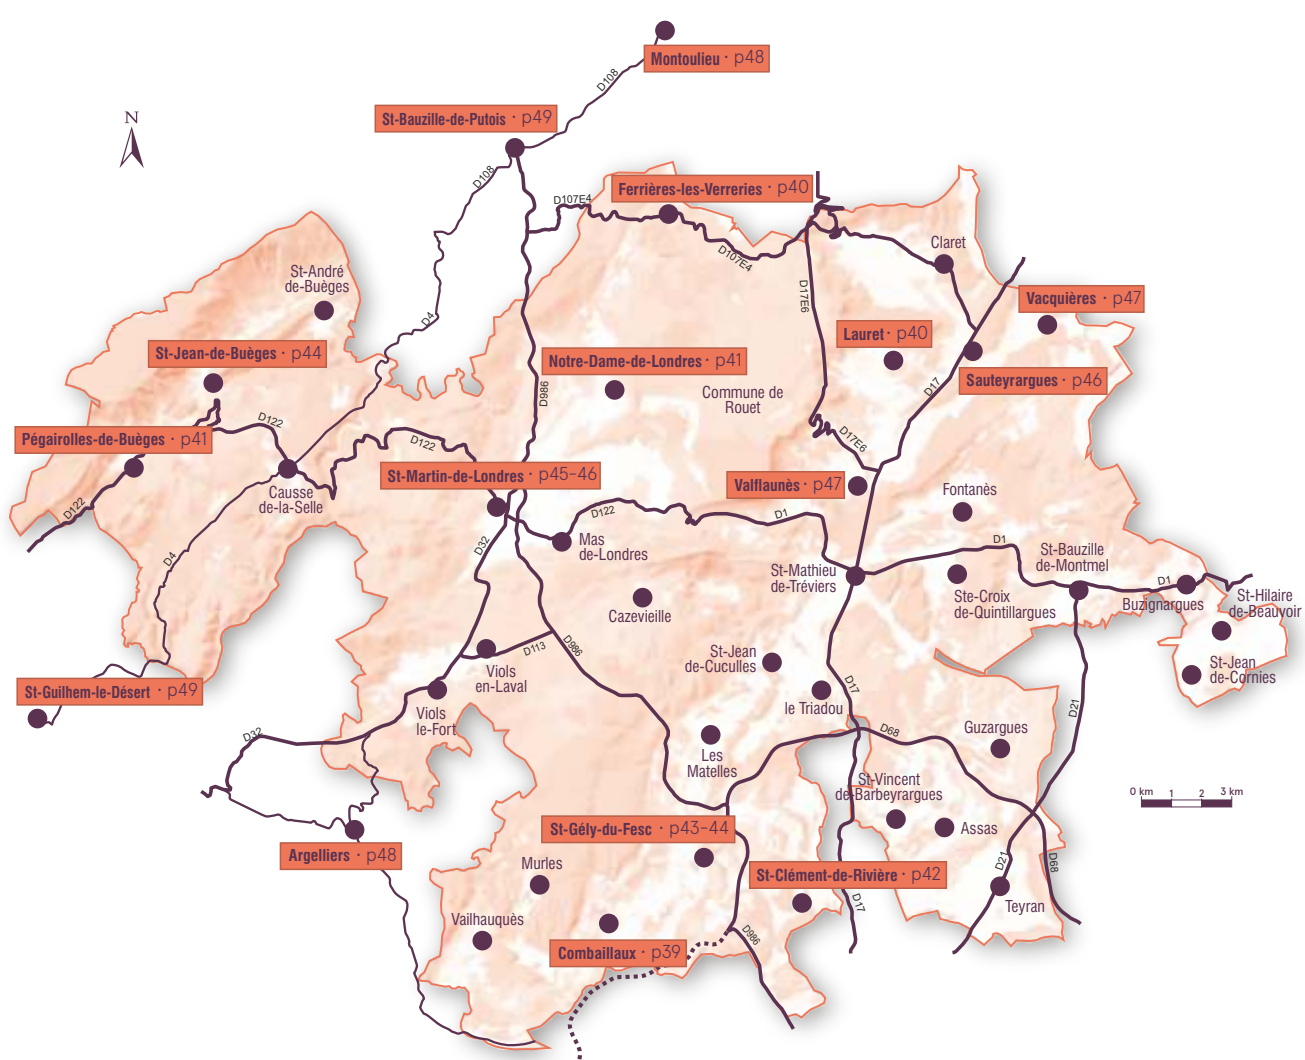 Montoulieu · p48
D108
St-Bauzille-de-Putois · p49
N
D108
Ferrières-les-Verreries · p40
D107E4
D107E4
Claret
St-André
de-Buèges
D17E6
Vacquières · p47
D4
Lauret · p40
St-Jean-de-Buèges · p44
Notre-Dame-de-Londres · p41
Sauteyrargues · p46
D986
D17
Commune de
Rouet
D122
Pégairolles-de-Buèges · p41
D122
D17E6
St-Martin-de-Londres · p45-46
Valflaunès · p47
Causse
de-la-Selle
Fontanès
D122
D122
D1
Mas
de-Londres
D32
D1
St-Bauzille
de-Montmel
D4
St-Mathieu
de-Tréviers
D1
Ste-Croix
de-Quintillargues
Buzignargues
St-Hilaire
de-Beauvoir
Cazevieille
D113
D986
St-Jean
de-Cuculles
St-Jean
de-Cornies
Viols
en-Laval
D17
St-Guilhem-le-Désert · p49
le Triadou
D21
Viols
le-Fort
D32
D68
Guzargues
Les
Matelles
St-Vincent
de-Barbeyrargues
0 km 1 2 3 km
St-Gély-du-Fesc · p43-44
Assas
Argelliers · p48
Murles
D21
D68
St-Clément-de-Rivière · p42
D17
Teyran
Vailhauquès
D986
Combaillaux · p39